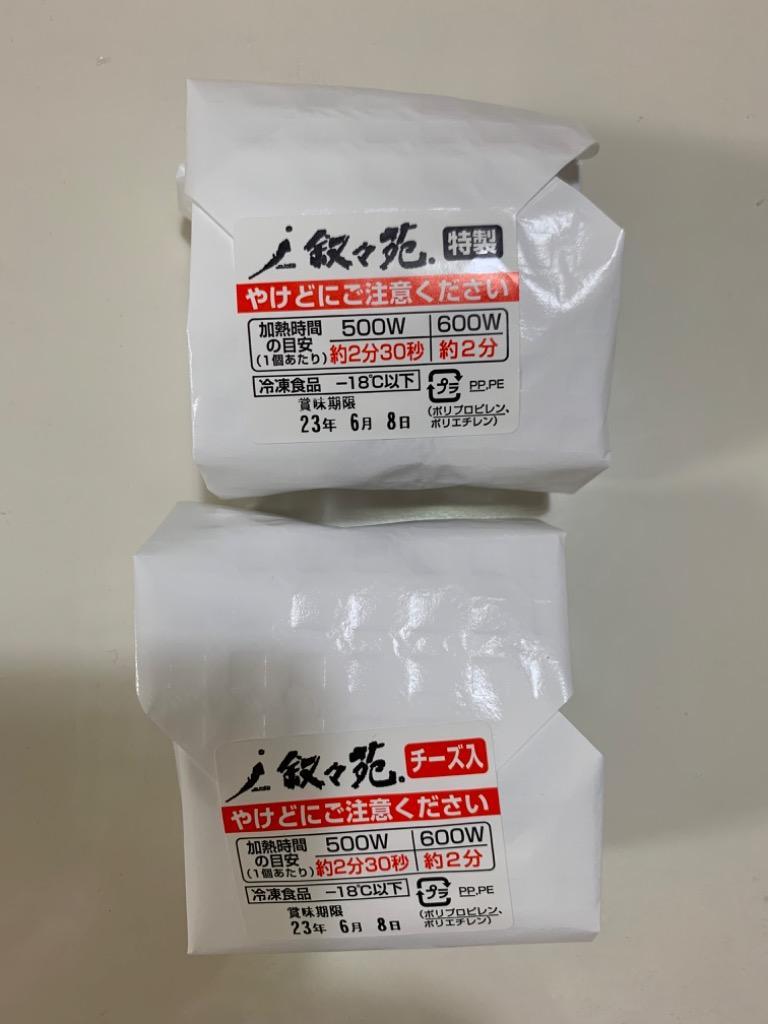 叙々苑. 特製
やけどにご注意ください
加熱時間の目安(1個あたり) 500W 600W
約2分30秒 約2分
冷凍食品 −18℃以下 プラ PP,PE
賞味期限 (ポリプロピレン、
23年 6月 8日 ポリエチレン)
叙々苑. チーズ入
やけどにご注意ください
加熱時間の目安(1個あたり) 500W 600W
約2分30秒 約2分
冷凍食品 −18℃以下 プラ PP,PE
賞味期限 (ポリプロピレン、
23年 6月 8日 ポリエチレン)